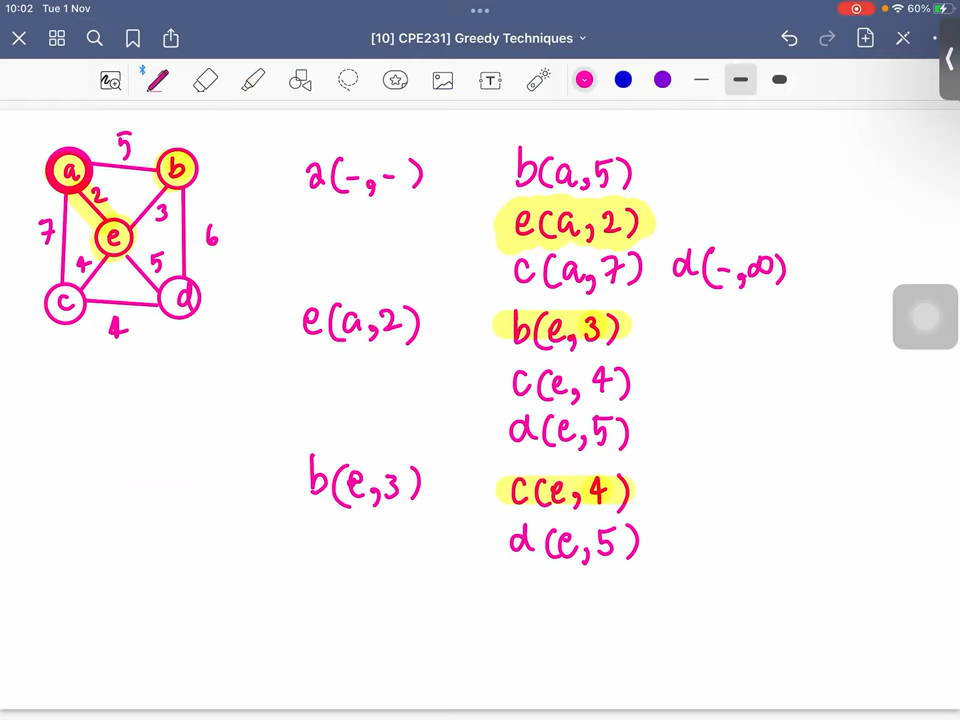 10:02 Tue 1 Nov
60%
[10] CPE231] Greedy Techniques
T
5
a
b
2
3
7
e
6
4
5
c
d
4
a(-,-) b(a,5)
e(a,2)
c(a,7) d(-,∞)
e(a,2) b(e,3)
c(e,4)
d(e,5)
b(e,3) c(e,4)
d(e,5)